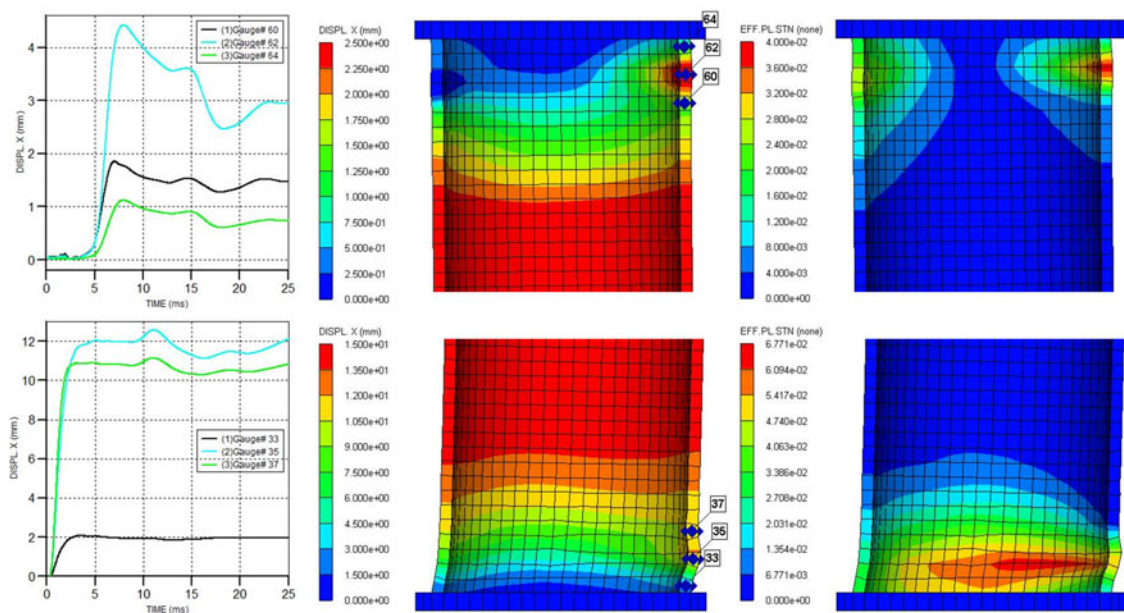 DISPL. X (mm)
4
3
2
1
0
(1)Gauge# 60
(2)Gauge# 62
(3)Gauge# 64
0 5 10 15 20 25
TIME (ms)
DISPL. X (mm)
2.500e+00
2.250e+00
2.000e+00
1.750e+00
1.500e+00
1.250e+00
1.000e+00
7.500e-01
5.000e-01
2.500e-01
0.000e+00
64
62
60
EFF.PL.STN (none)
4.000e-02
3.600e-02
3.200e-02
2.800e-02
2.400e-02
2.000e-02
1.600e-02
1.200e-02
8.000e-03
4.000e-03
0.000e+00
DISPL. X (mm)
12
10
8
6
4
2
0
(1)Gauge# 33
(2)Gauge# 35
(3)Gauge# 37
0 5 10 15 20 25
TIME (ms)
DISPL. X (mm)
1.500e+01
1.350e+01
1.200e+01
1.050e+01
9.000e+00
7.500e+00
6.000e+00
4.500e+00
3.000e+00
1.500e+00
0.000e+00
37
35
33
EFF.PL.STN (none)
6.771e-02
6.094e-02
5.417e-02
4.740e-02
4.063e-02
3.386e-02
2.708e-02
2.031e-02
1.354e-02
6.771e-03
0.000e+00